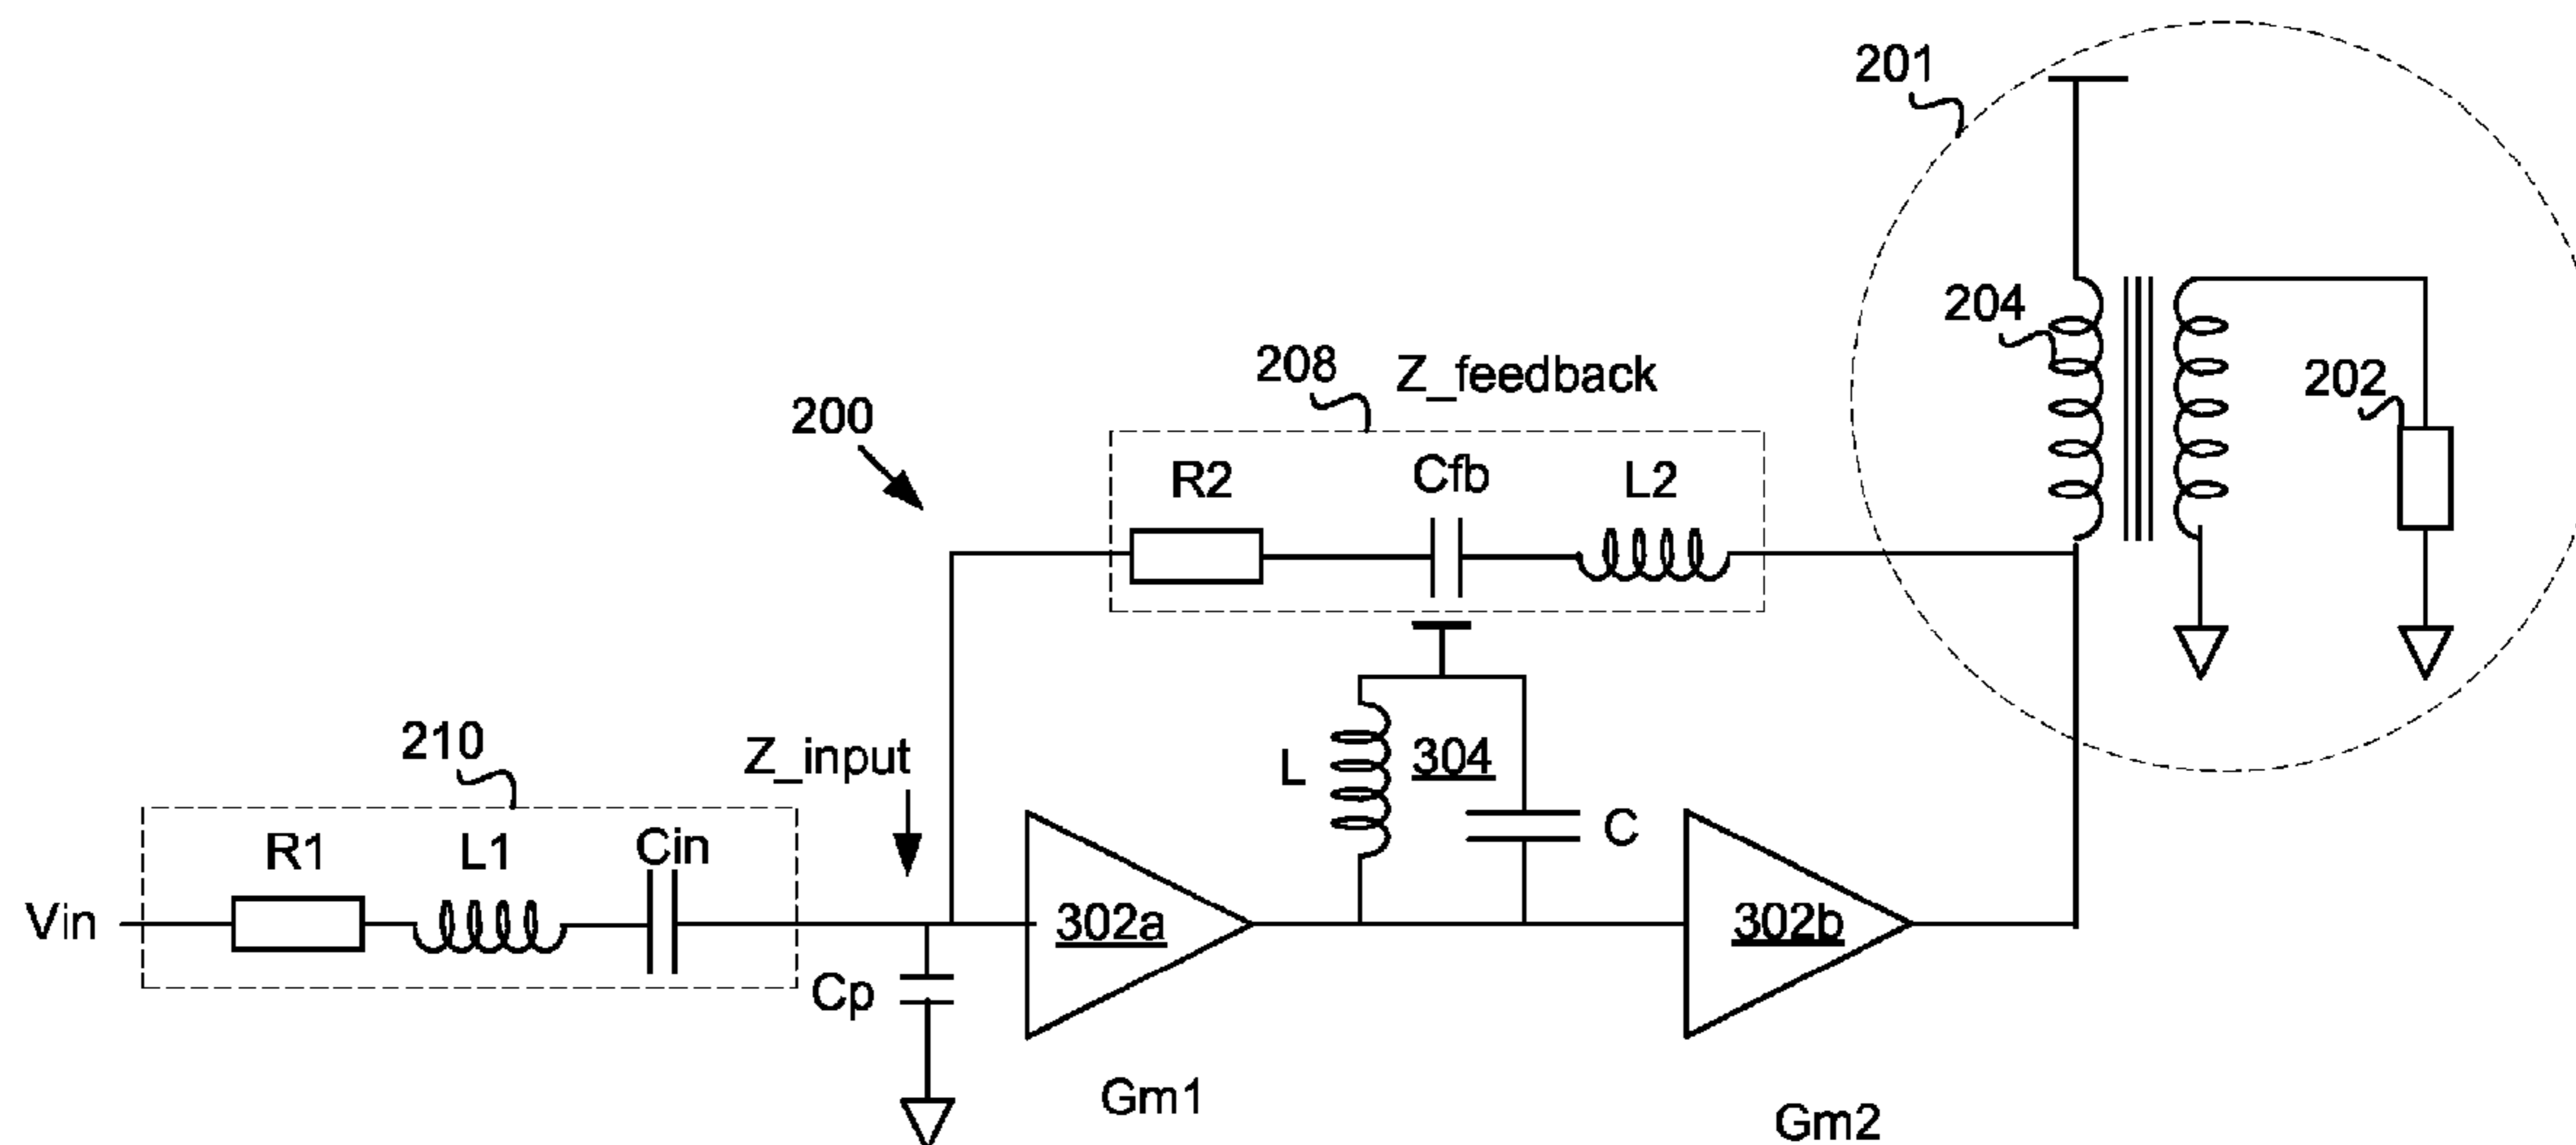 201
204
202
208 Z_feedback
200
R2 Cfb L2
210 Z_input
L 304 C
R1 L1 Cin
Vin
302a 302b
Cp
Gm1
Gm2